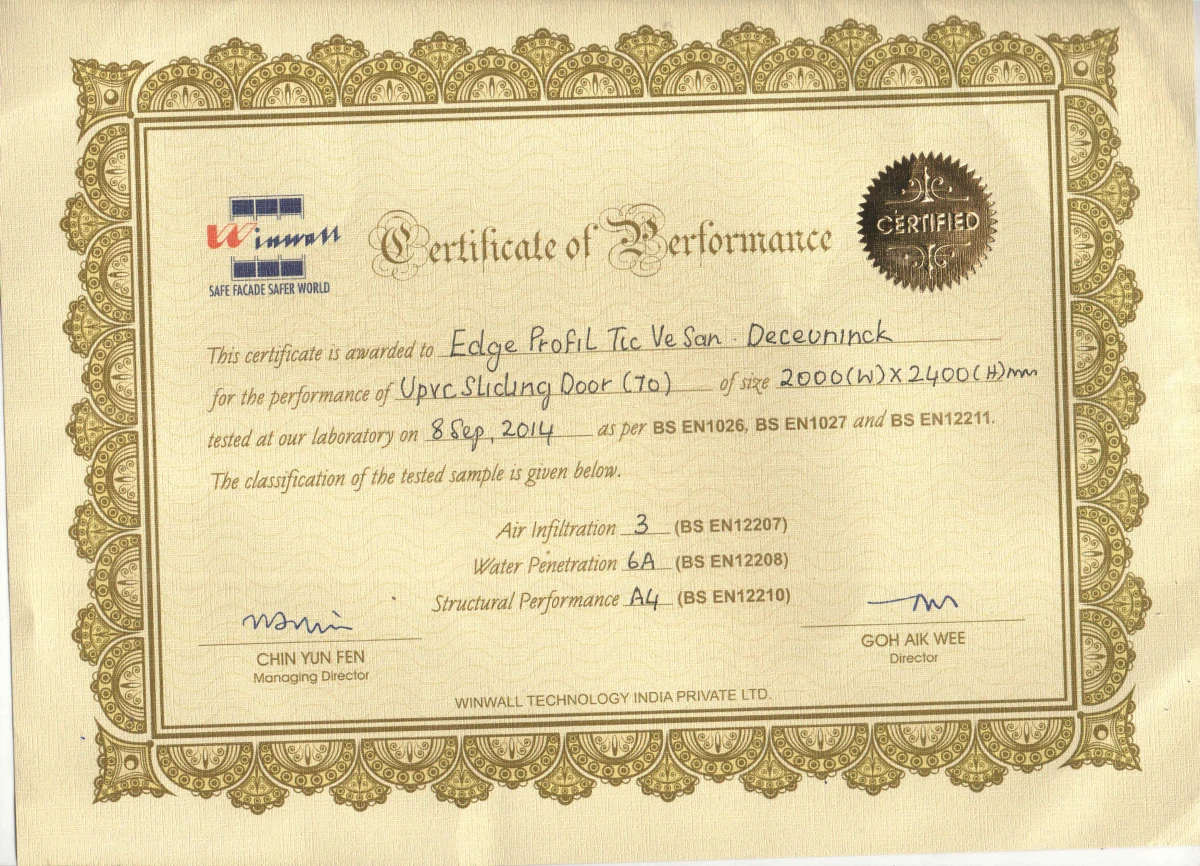 Winwall
SAFE FACADE SAFER WORLD
Certificate of Performance
CERTIFIED
This certificate is awarded to Edge Profil Tic Ve San - Deceuninck
for the performance of Upvc Sliding Door (70) of size 2000(W)X2400(H)mm
tested at our laboratory on 8 Sep, 2014 as per BS EN1026, BS EN1027 and BS EN12211.
The classification of the tested sample is given below.
Air Infiltration 3 (BS EN12207)
Water Penetration 6A (BS EN12208)
Structural Performance A4 (BS EN12210)
CHIN YUN FEN
Managing Director
GOH AIK WEE
Director
WINWALL TECHNOLOGY INDIA PRIVATE LTD.